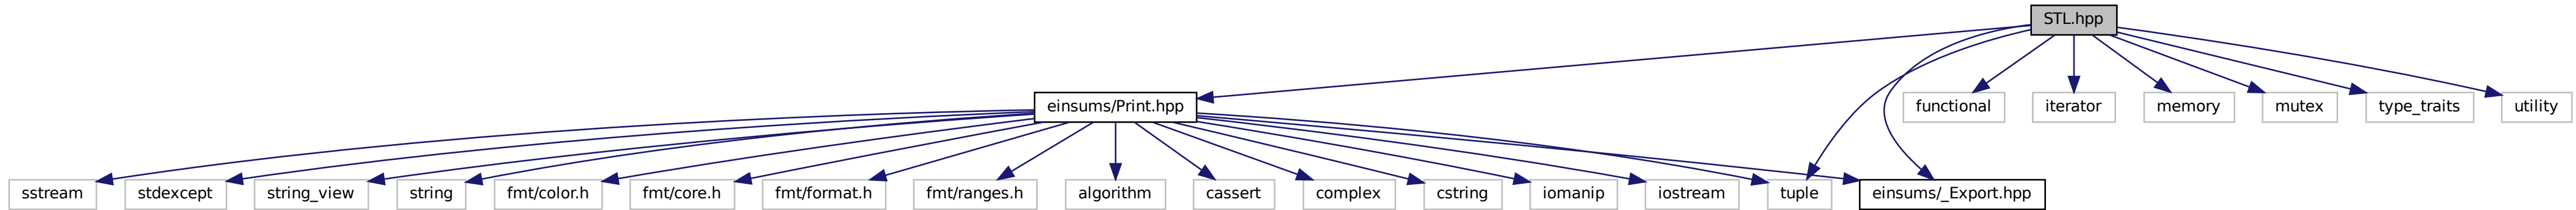 STL.hpp
einsums/Print.hpp
functional
iterator
memory
mutex
type_traits
utility
sstream
stdexcept
string_view
string
fmt/color.h
fmt/core.h
fmt/format.h
fmt/ranges.h
algorithm
cassert
complex
cstring
iomanip
iostream
tuple
einsums/_Export.hpp